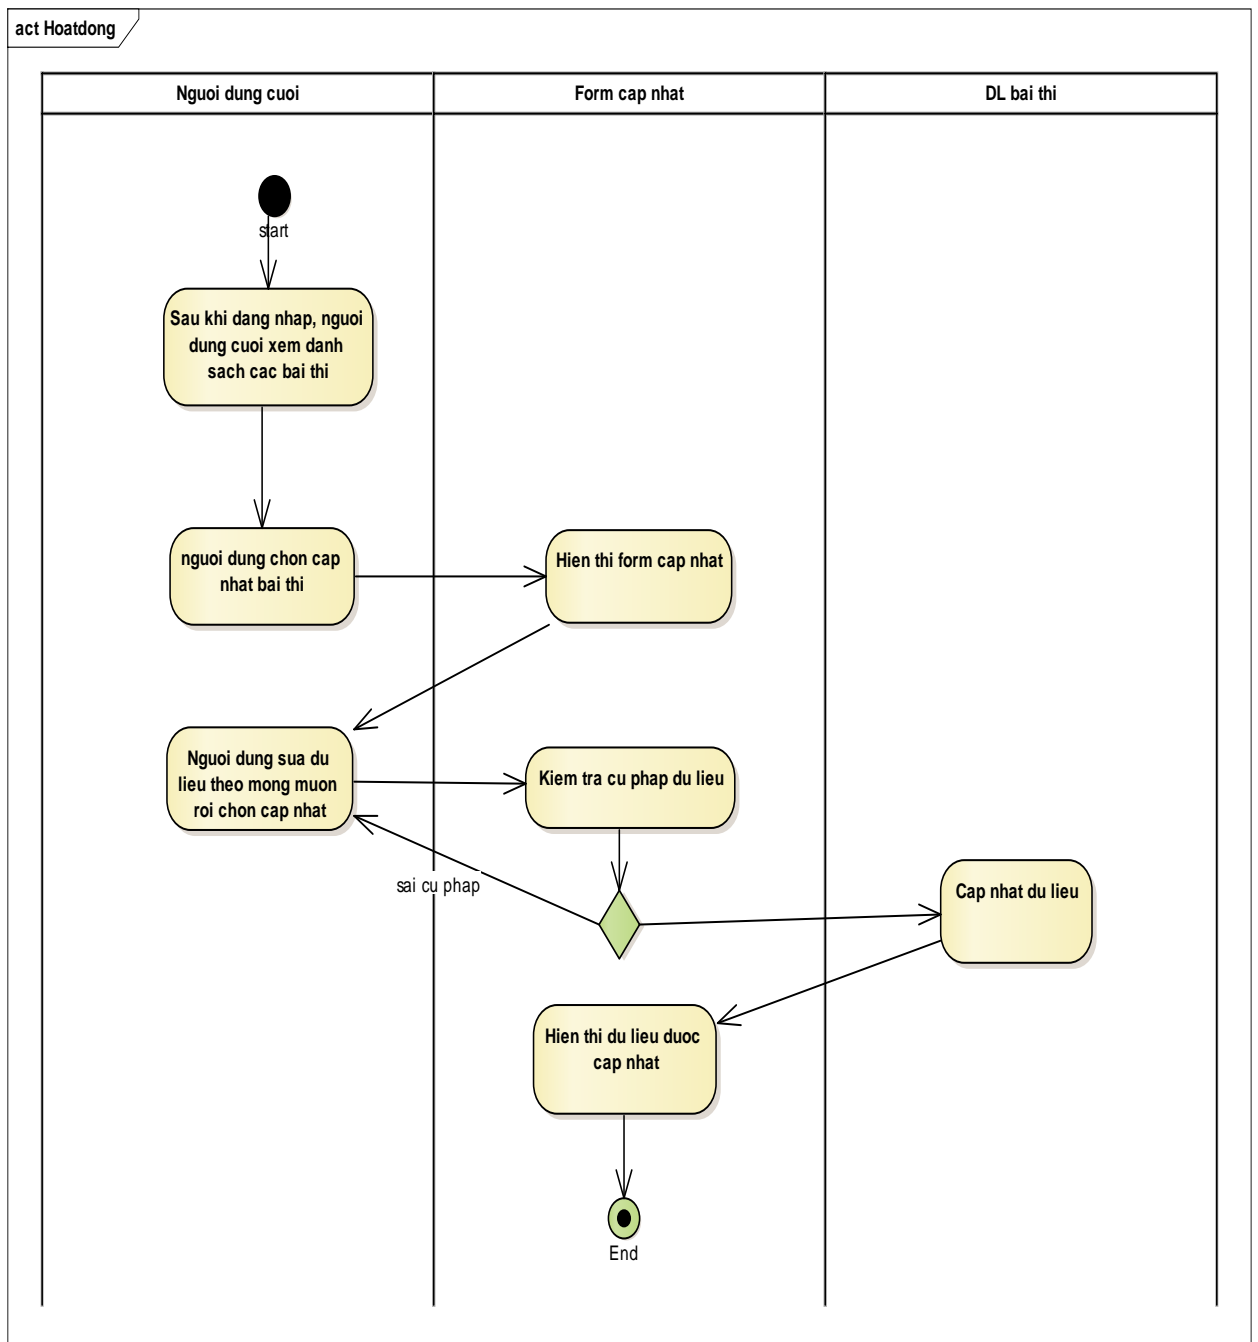 act Hoatdong
Nguoi dung cuoi
Form cap nhat
DL bai thi
start
Sau khi dang nhap, nguoi
dung cuoi xem danh
sach cac bai thi
nguoi dung chon cap
nhat bai thi
Hien thi form cap nhat
Nguoi dung sua du
lieu theo mong muon
roi chon cap nhat
Kiem tra cu phap du lieu
sai cu phap
Cap nhat du lieu
Hien thi du lieu duoc
cap nhat
End